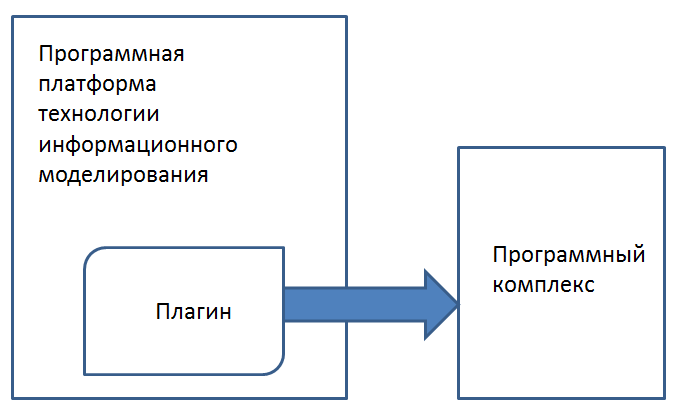 Программная
платформа
технологии
информационного
моделирования
Плагин
Программный
комплекс